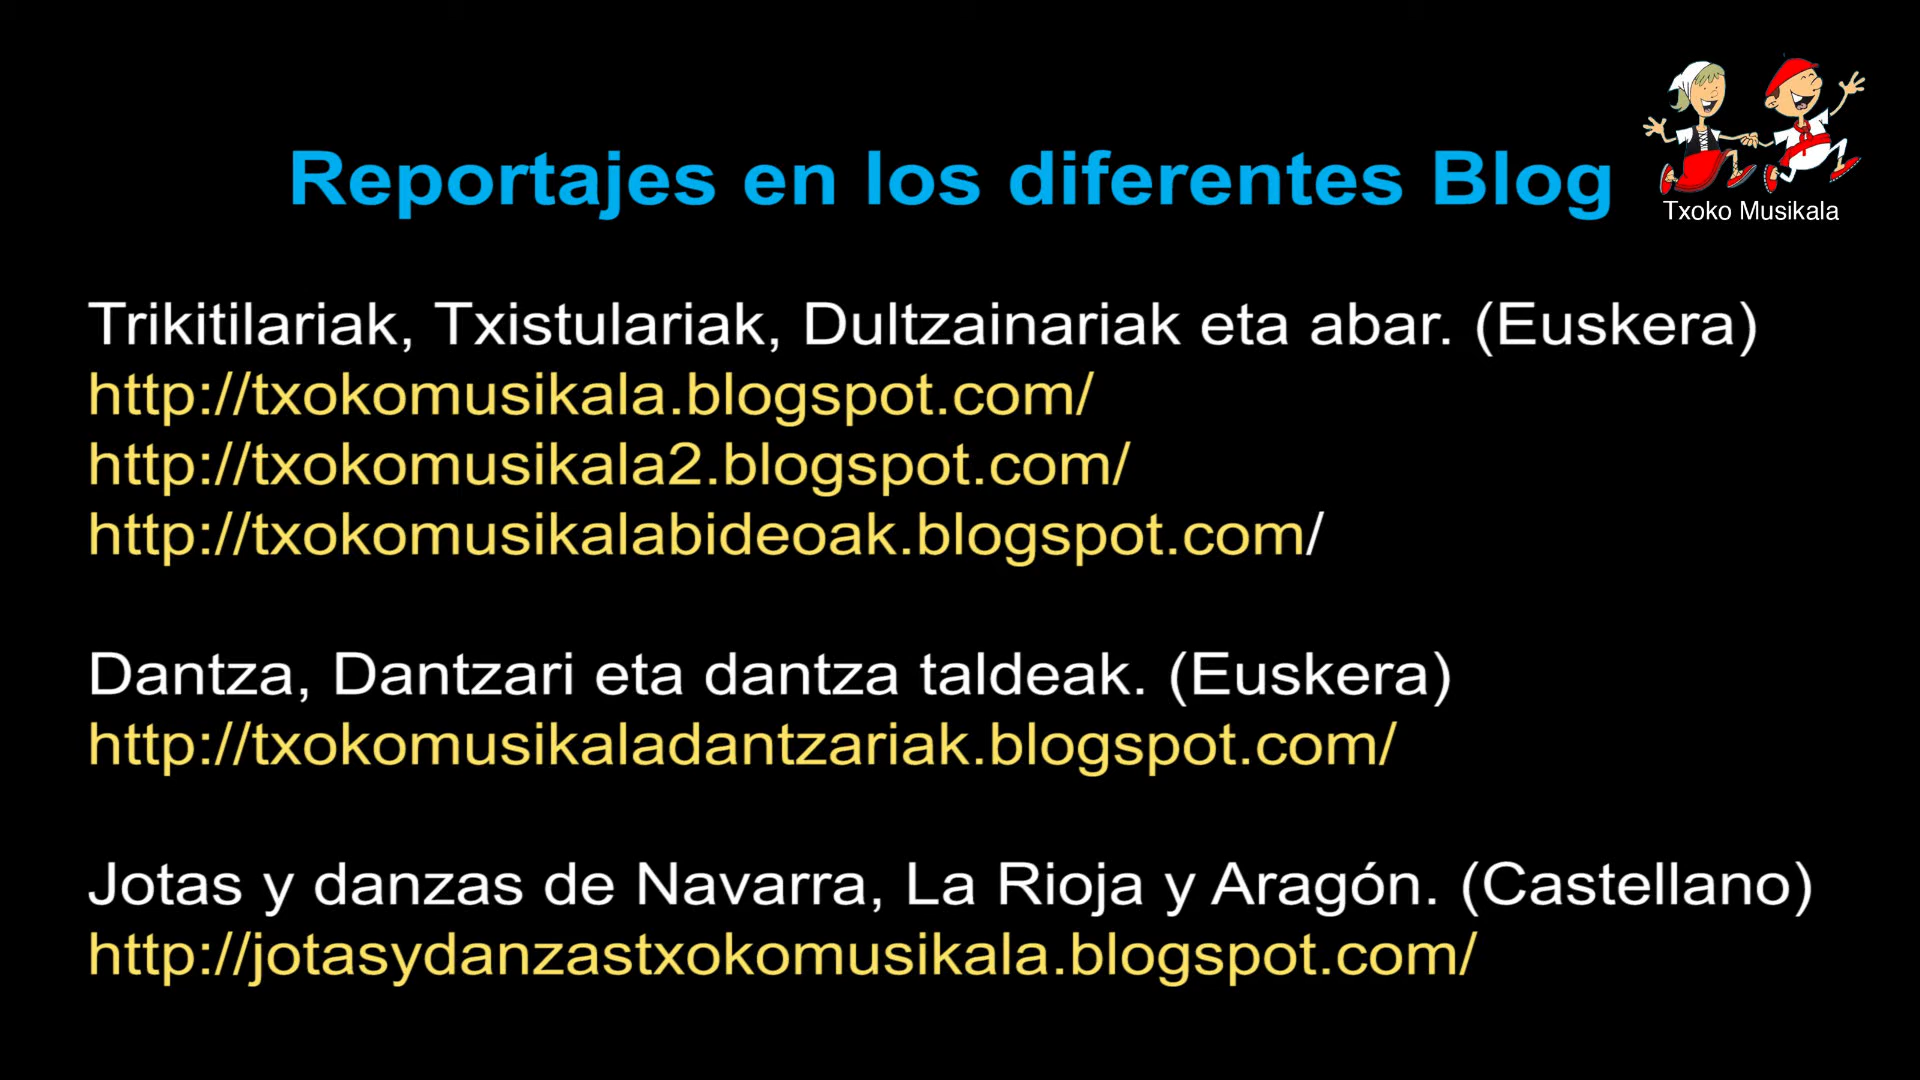 Reportajes en los diferentes Blog
Txoko Musikala
Trikitilariak, Txistulariak, Dultzainariak eta abar. (Euskera)
http://txokomusikala.blogspot.com/
http://txokomusikala2.blogspot.com/
http://txokomusikalabideoak.blogspot.com/
Dantza, Dantzari eta dantza taldeak. (Euskera)
http://txokomusikaladantzariak.blogspot.com/
Jotas y danzas de Navarra, La Rioja y Aragón. (Castellano)
http://jotasydanzastxokomusikala.blogspot.com/